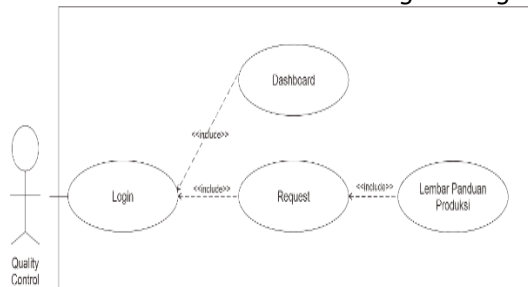 Dashboard
<<include>>
Login
<<include>>
Request
<<include>>
Lembar Panduan
Produksi
Quality
Control